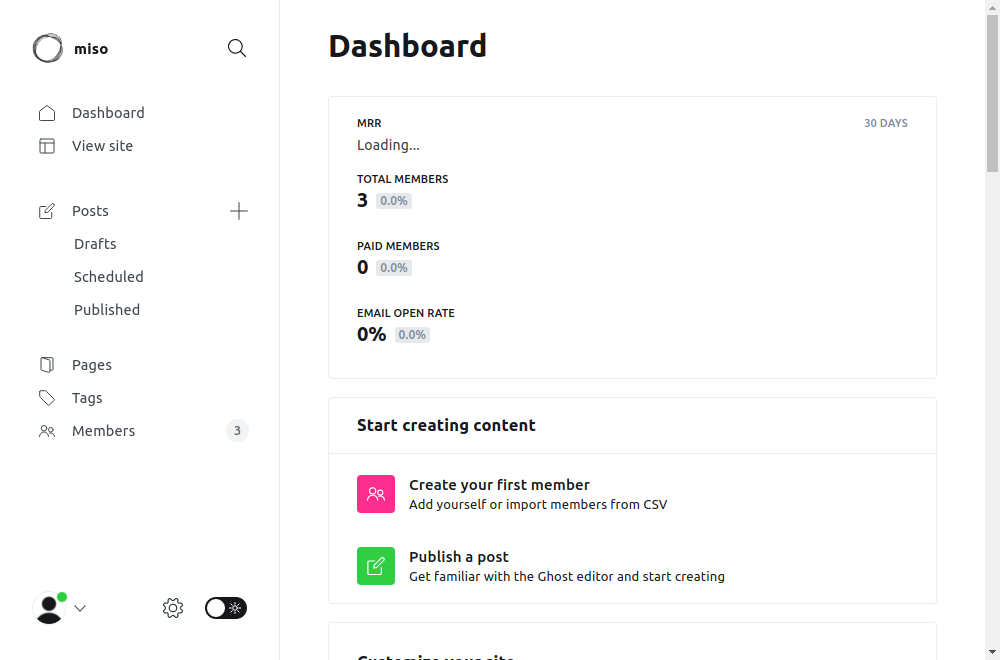 miso
Dashboard
View site
Posts
Drafts
Scheduled
Published
Pages
Tags
Members 3
Dashboard
MRR 30 DAYS
Loading...
TOTAL MEMBERS
3 0.0%
PAID MEMBERS
0 0.0%
EMAIL OPEN RATE
0% 0.0%
Start creating content
Create your first member
Add yourself or import members from CSV
Publish a post
Get familiar with the Ghost editor and start creating
Customize your site